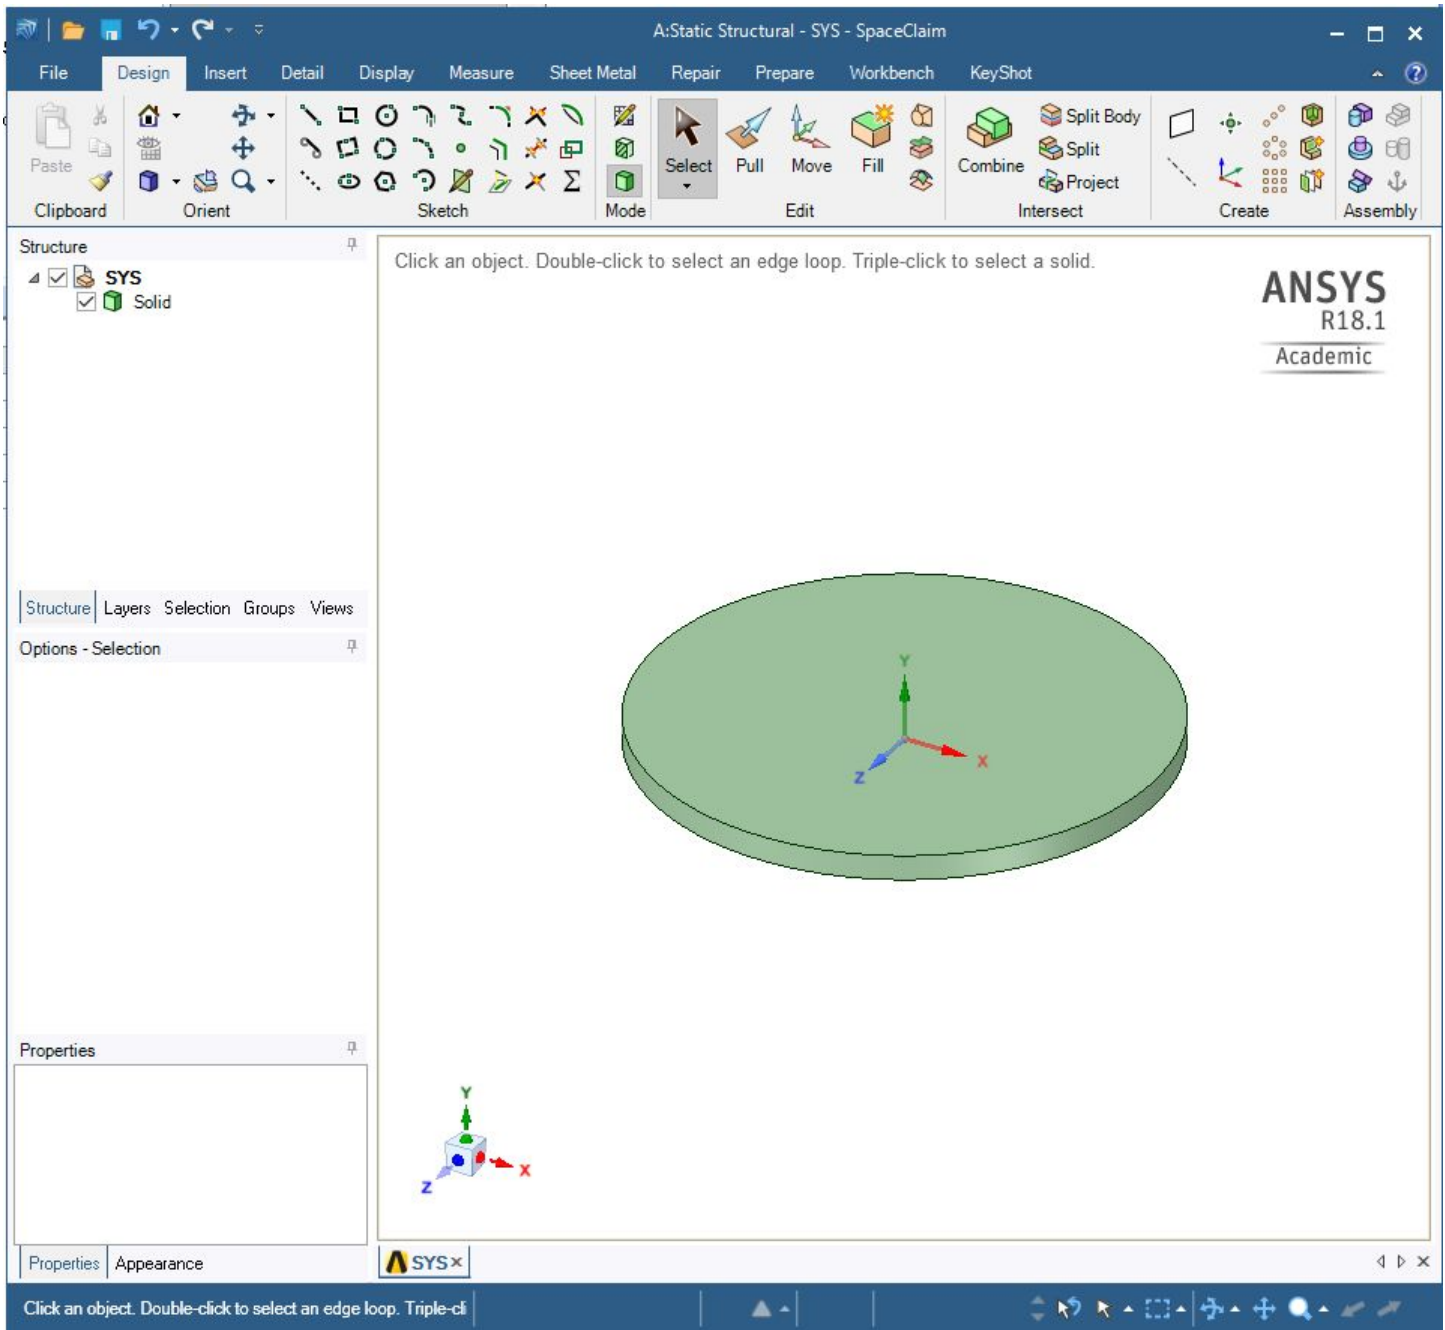 A:Static Structural - SYS - SpaceClaim
File Design Insert Detail Display Measure Sheet Metal Repair Prepare Workbench KeyShot
Paste
Select
Pull
Move
Fill
Combine
Split Body
Split
Project
Clipboard Orient Sketch Mode Edit Intersect Create Assembly
Structure
SYS
Solid
Structure Layers Selection Groups Views
Options - Selection
Properties
Properties Appearance
Click an object. Double-click to select an edge loop. Triple-click to select a solid.
ANSYS
R18.1
Academic
Y
X
Z
Y
X
Z
SYS
Click an object. Double-click to select an edge loop. Triple-cli